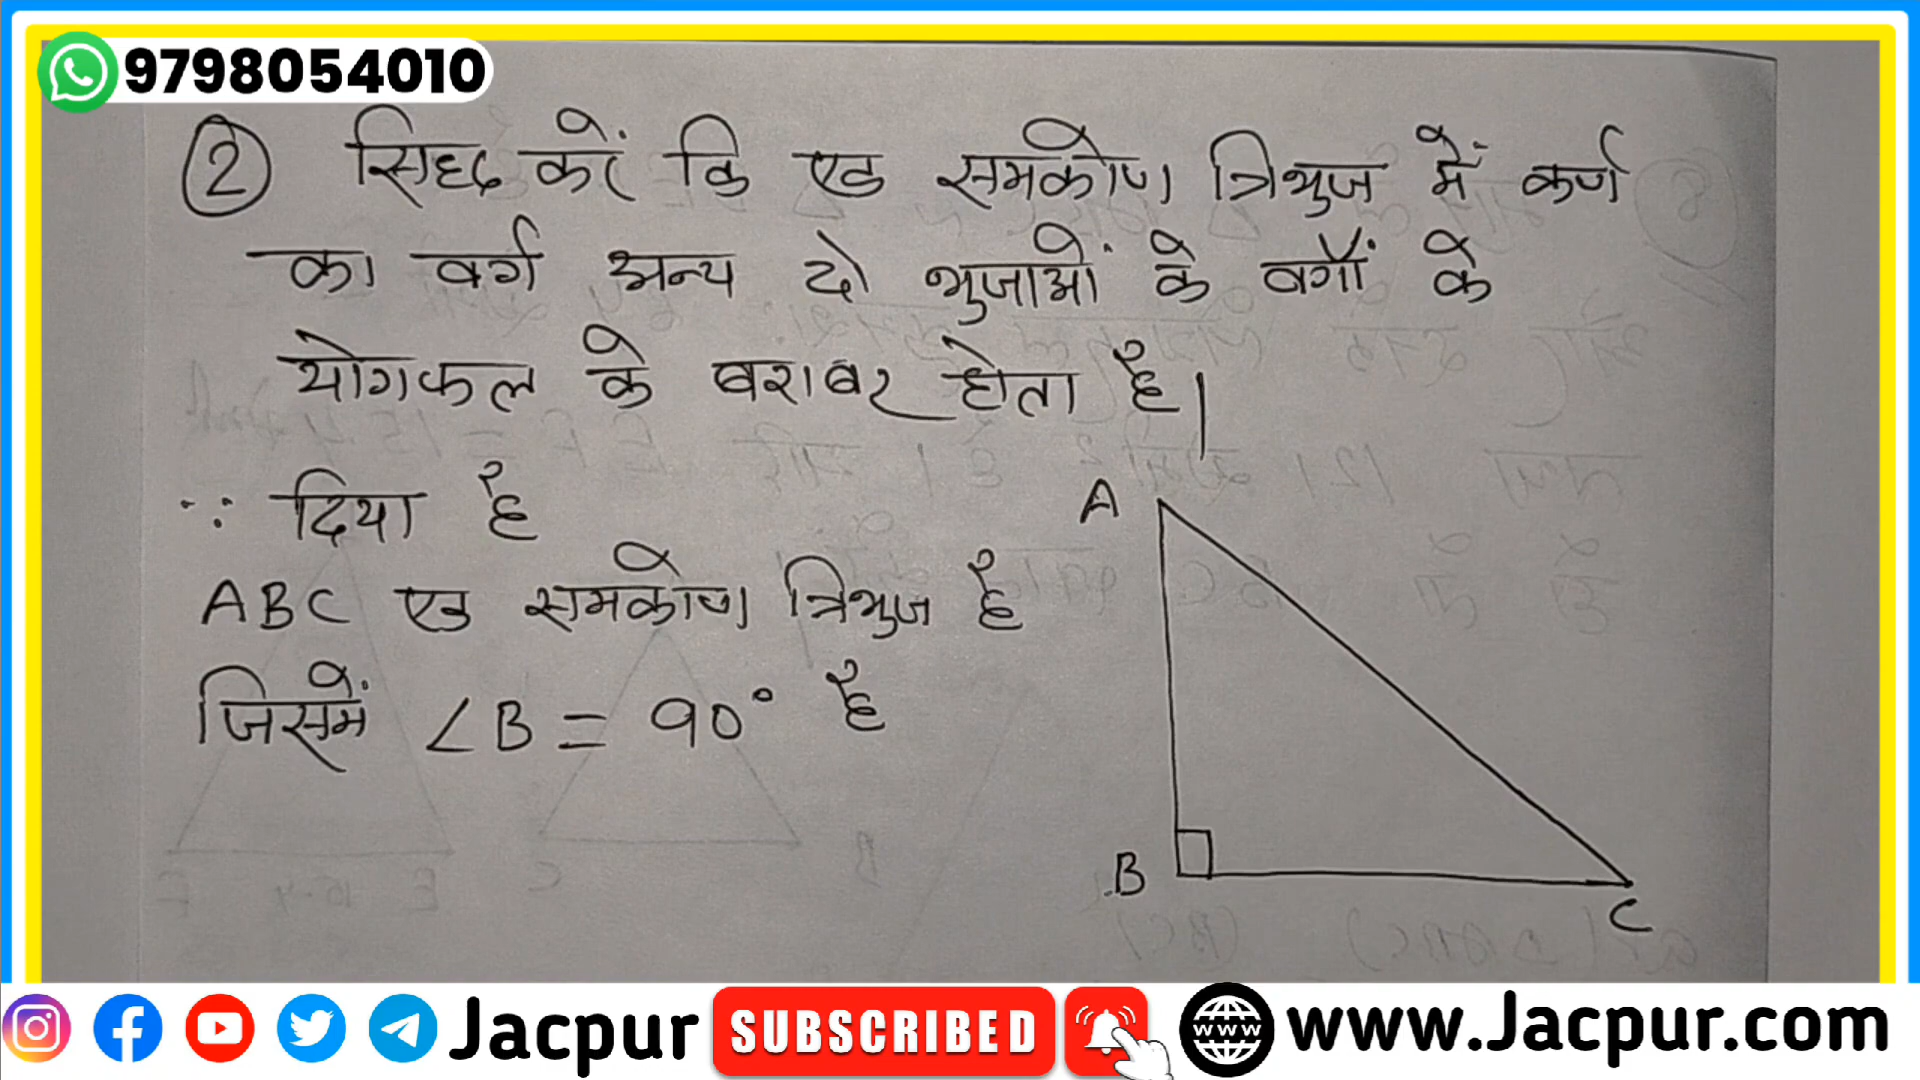 9798054010
② सिद्ध करें कि एक समकोण त्रिभुज में कर्ण
का वर्ग अन्य दो भुजाओं के वर्गों के
योगफल के बराबर होता है।
∵ दिया है
ABC एक समकोण त्रिभुज है
जिसमें ∠B = 90° है
A
B
C
Jacpur SUBSCRIBED WWW www.Jacpur.com